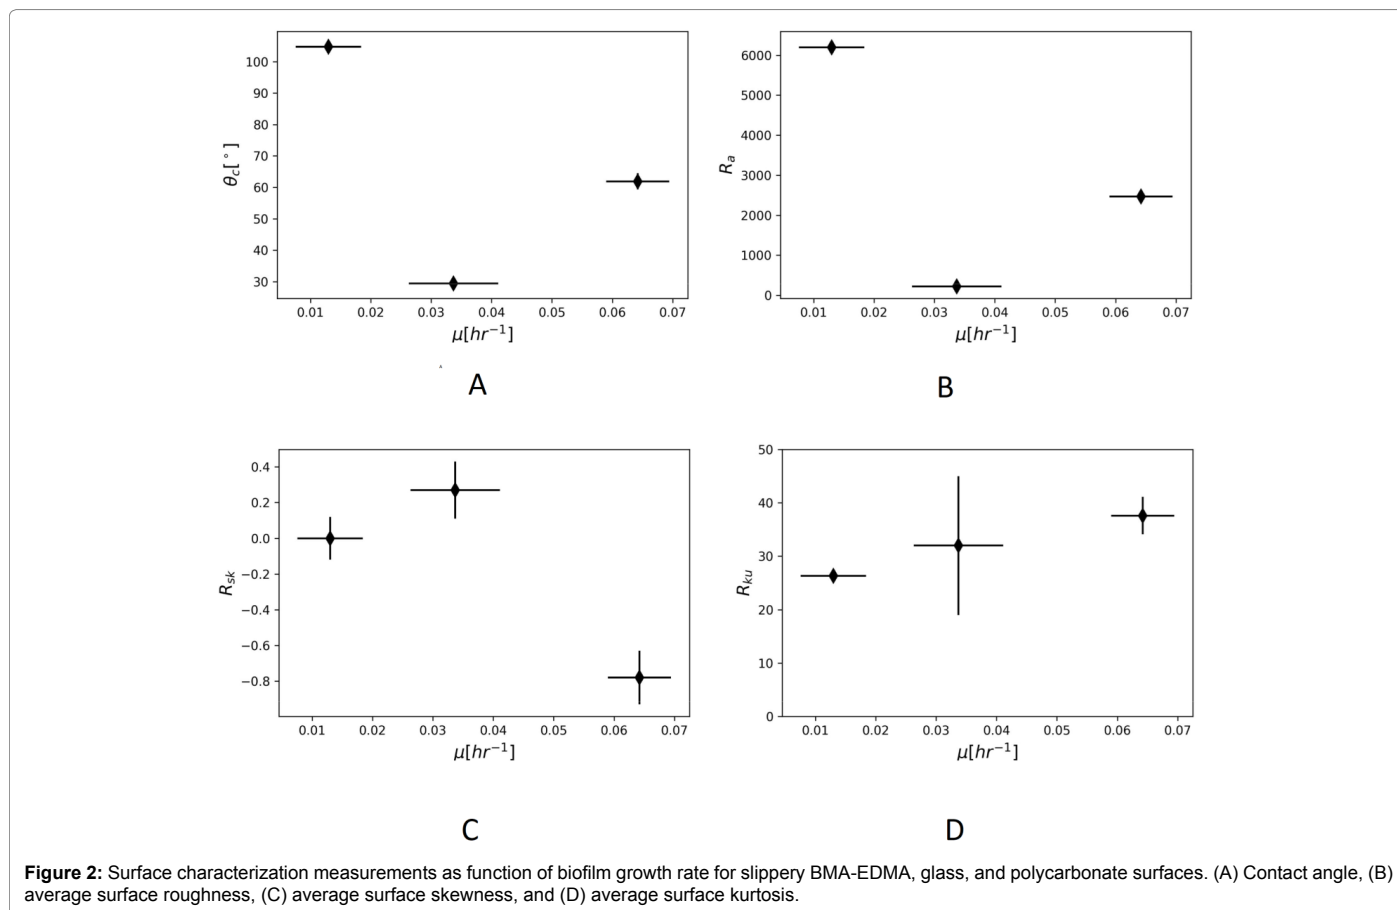 100
90
80
70
60
50
40
30
θc[°]
0.01 0.02 0.03 0.04 0.05 0.06 0.07
μ[hr⁻¹]
A
6000
5000
4000
3000
2000
1000
0
Ra
0.01 0.02 0.03 0.04 0.05 0.06 0.07
μ[hr⁻¹]
B
0.4
0.2
0.0
−0.2
−0.4
−0.6
−0.8
Rsk
0.01 0.02 0.03 0.04 0.05 0.06 0.07
μ[hr⁻¹]
C
50
40
30
20
10
0
Rku
0.01 0.02 0.03 0.04 0.05 0.06 0.07
μ[hr⁻¹]
D
Figure 2: Surface characterization measurements as function of biofilm growth rate for slippery BMA-EDMA, glass, and polycarbonate surfaces. (A) Contact angle, (B)
average surface roughness, (C) average surface skewness, and (D) average surface kurtosis.